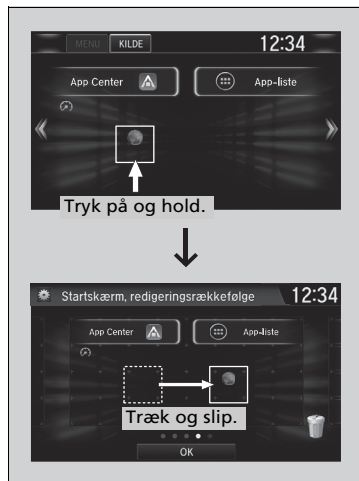 MENU KILDE 12:34
App Center App-liste
Tryk på og hold.
Startskærm, redigeringsrækkefølge 12:34
App Center App-liste
Træk og slip.
OK